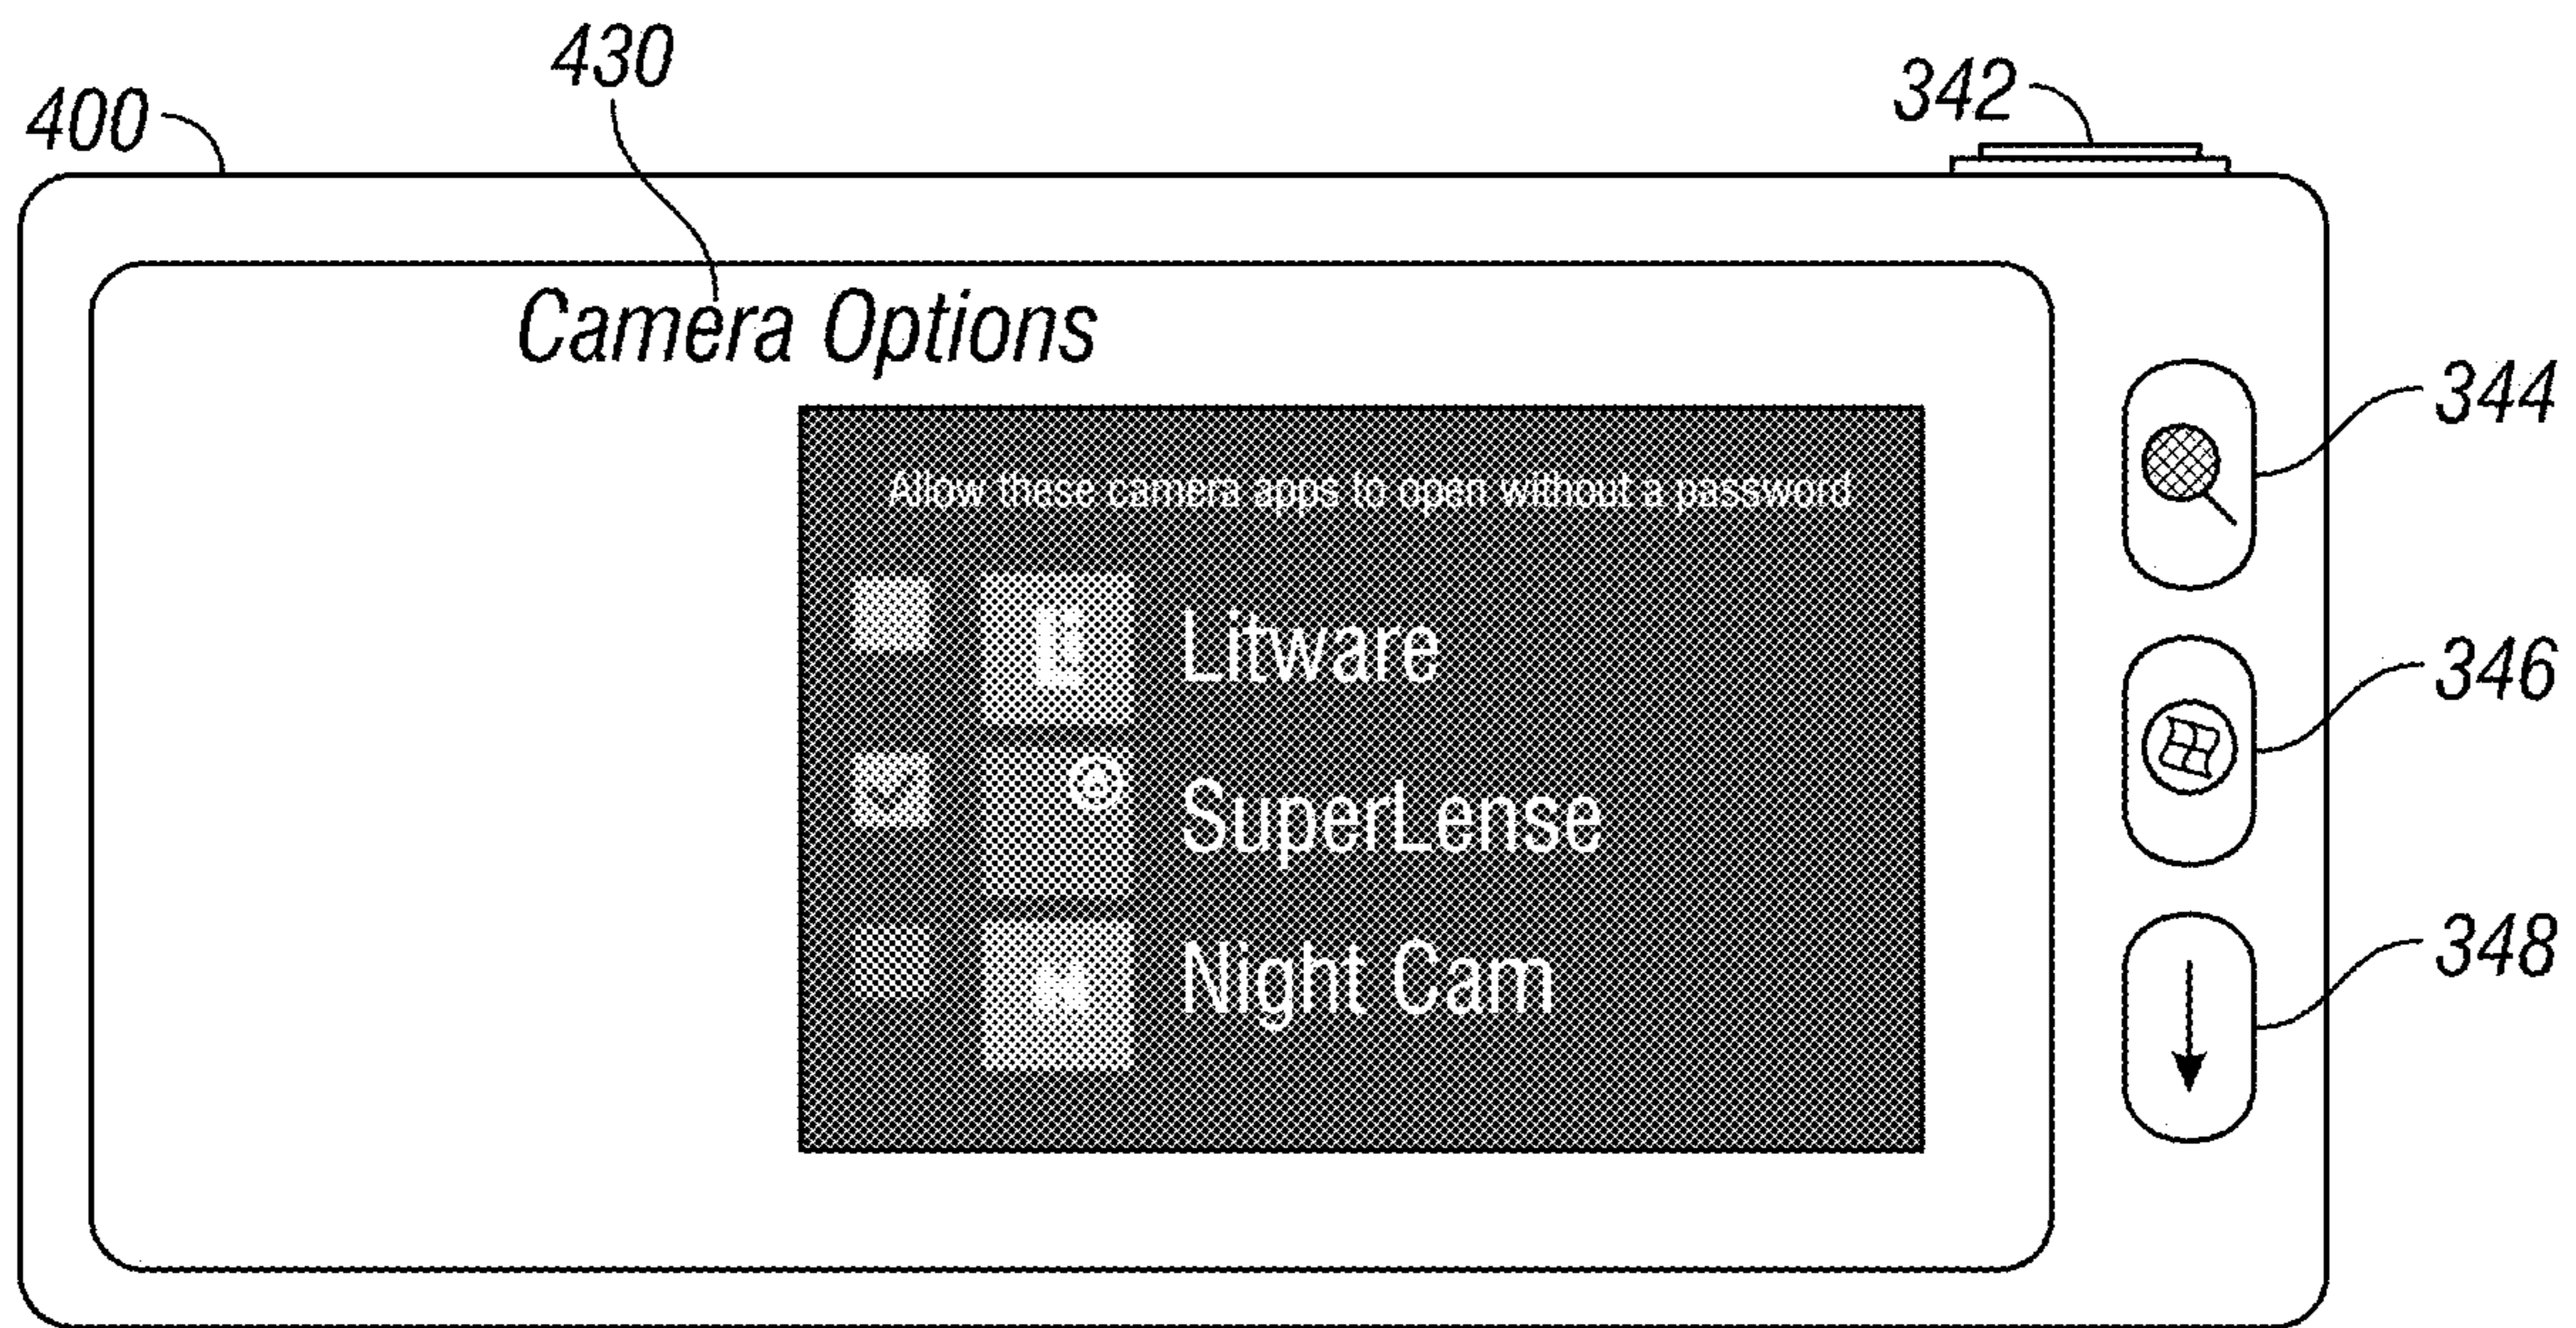 430
342
400
Camera Options
344
Allow these camera apps to open without a password
Li
Litware
346
SuperLense
348
Night Cam